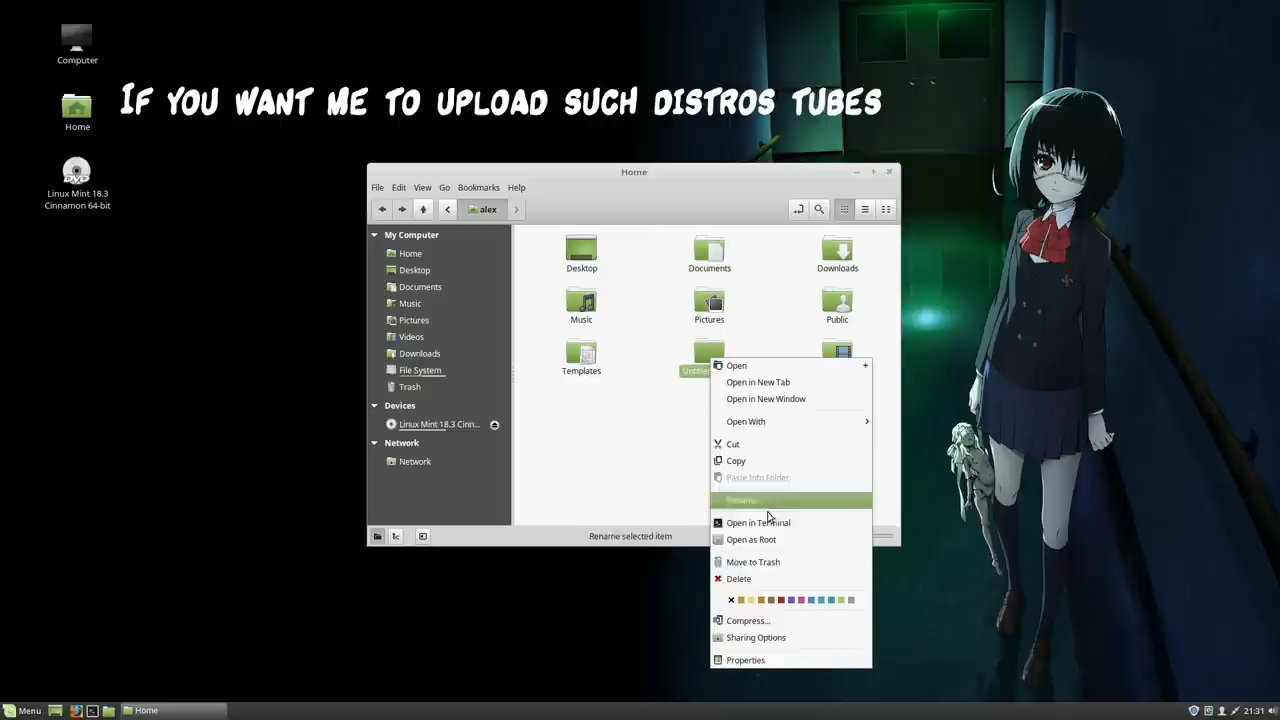 Computer
IF YOU WANT ME TO UPLOAD SUCH DISTROS TUBES
Home
Linux Mint 18.3
Cinnamon 64-bit
Home
File Edit View Go Bookmarks Help
alex
My Computer
Home
Desktop
Documents
Music
Pictures
Videos
Downloads
File System
Trash
Devices
Linux Mint 18.3 Cinn...
Network
Network
Desktop
Documents
Downloads
Music
Pictures
Public
Templates
Open
Open in New Tab
Open in New Window
Open With
Cut
Copy
Paste Into Folder
Rename...
Open in Terminal
Open as Root
Move to Trash
Delete
Compress...
Sharing Options
Properties
Rename selected item
Menu
Home
21:31